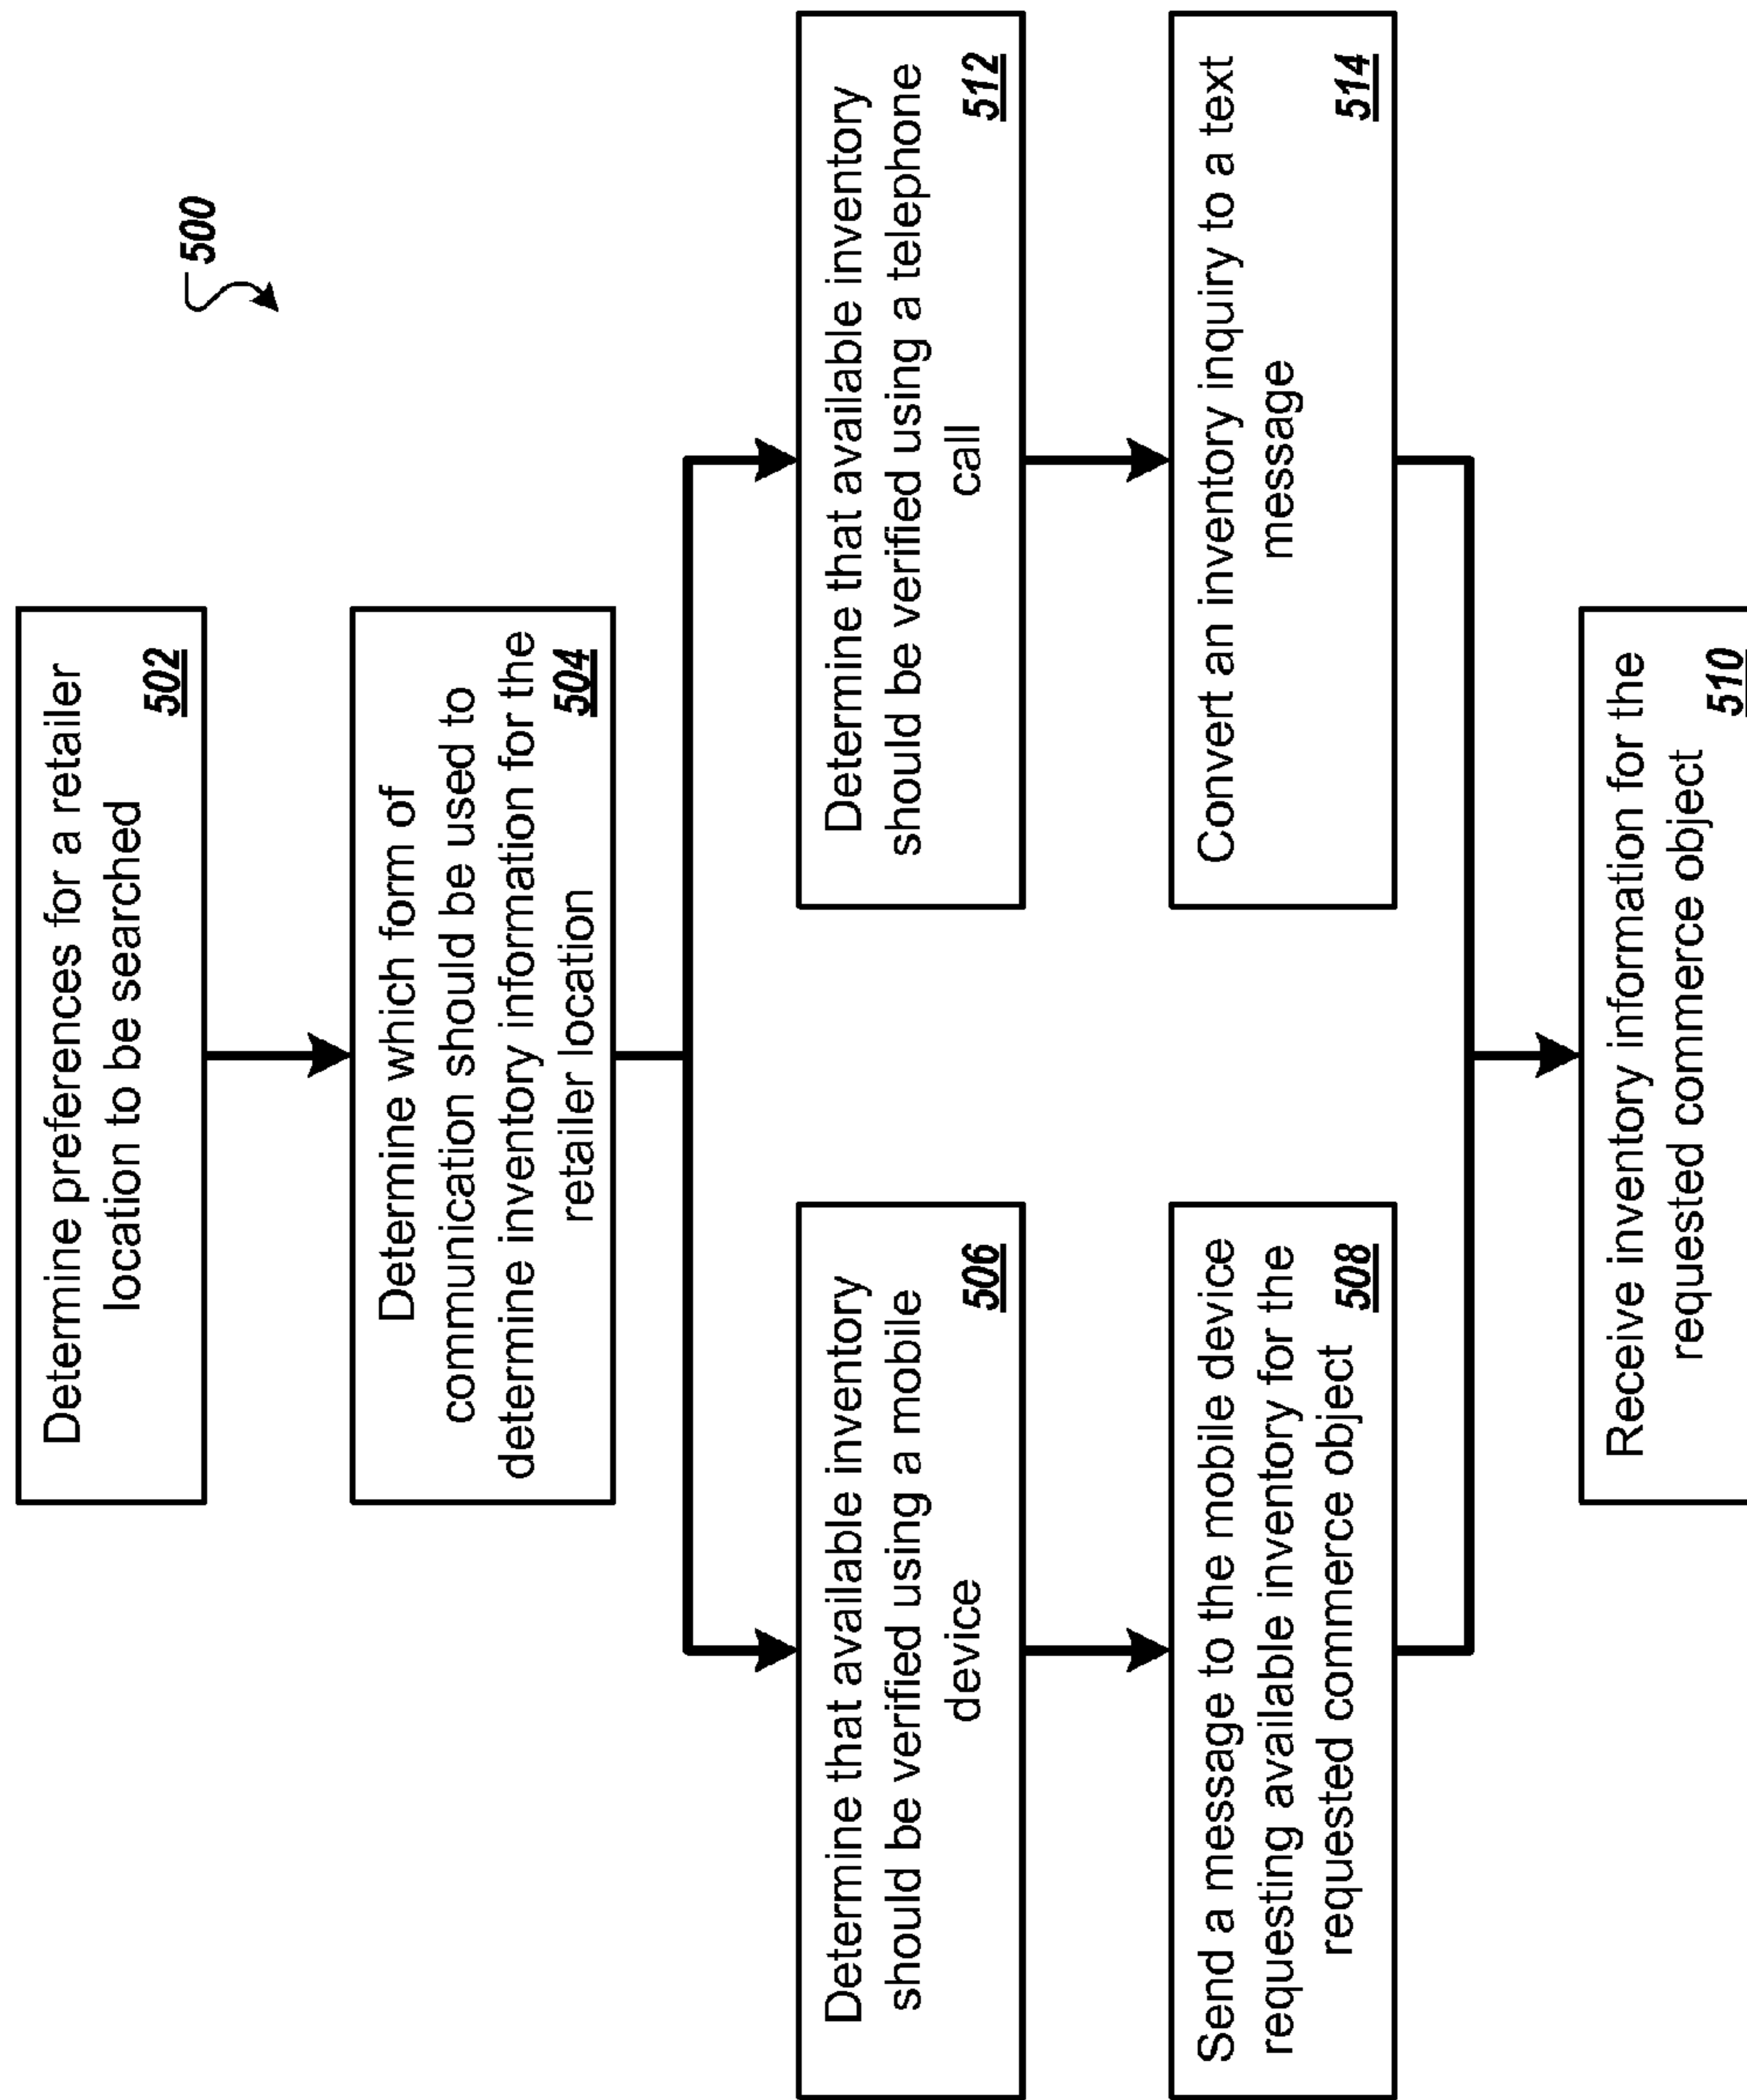 500
Determine preferences for a retailer
location to be searched
502
Determine which form of
communication should be used to
determine inventory information for the
retailer location
504
Determine that available inventory
should be verified using a mobile
device
506
Determine that available inventory
should be verified using a telephone
call
512
Send a message to the mobile device
requesting available inventory for the
requested commerce object
508
Convert an inventory inquiry to a text
message
514
Receive inventory information for the
requested commerce object
510